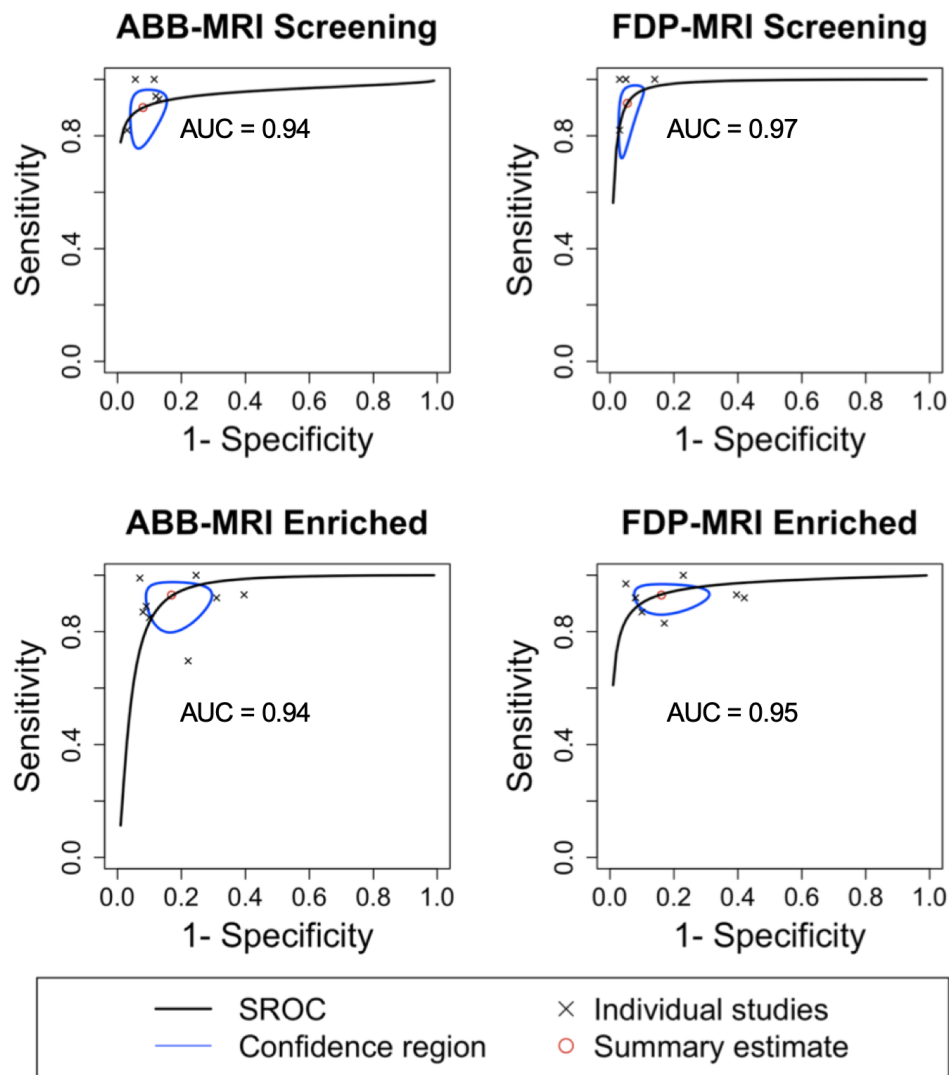 ABB-MRI Screening
Sensitivity
0.0 0.4 0.8
AUC = 0.94
0.0 0.2 0.4 0.6 0.8 1.0
1- Specificity
FDP-MRI Screening
Sensitivity
0.0 0.4 0.8
AUC = 0.97
0.0 0.2 0.4 0.6 0.8 1.0
1- Specificity
ABB-MRI Enriched
Sensitivity
0.0 0.4 0.8
AUC = 0.94
0.0 0.2 0.4 0.6 0.8 1.0
1- Specificity
FDP-MRI Enriched
Sensitivity
0.0 0.4 0.8
AUC = 0.95
0.0 0.2 0.4 0.6 0.8 1.0
1- Specificity
SROC
Confidence region
Individual studies
Summary estimate